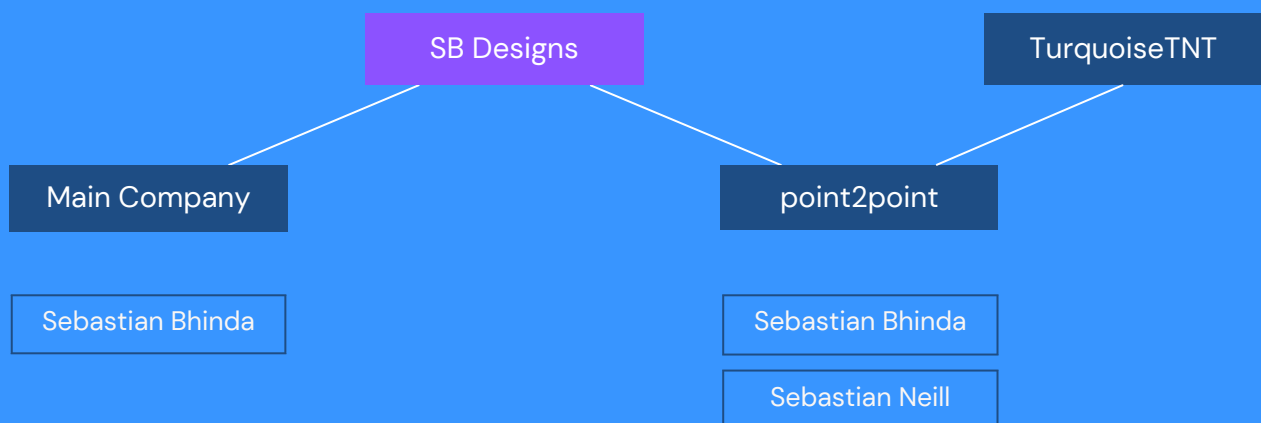 SB Designs
TurquoiseTNT
Main Company
point2point
Sebastian Bhinda
Sebastian Bhinda
Sebastian Neill